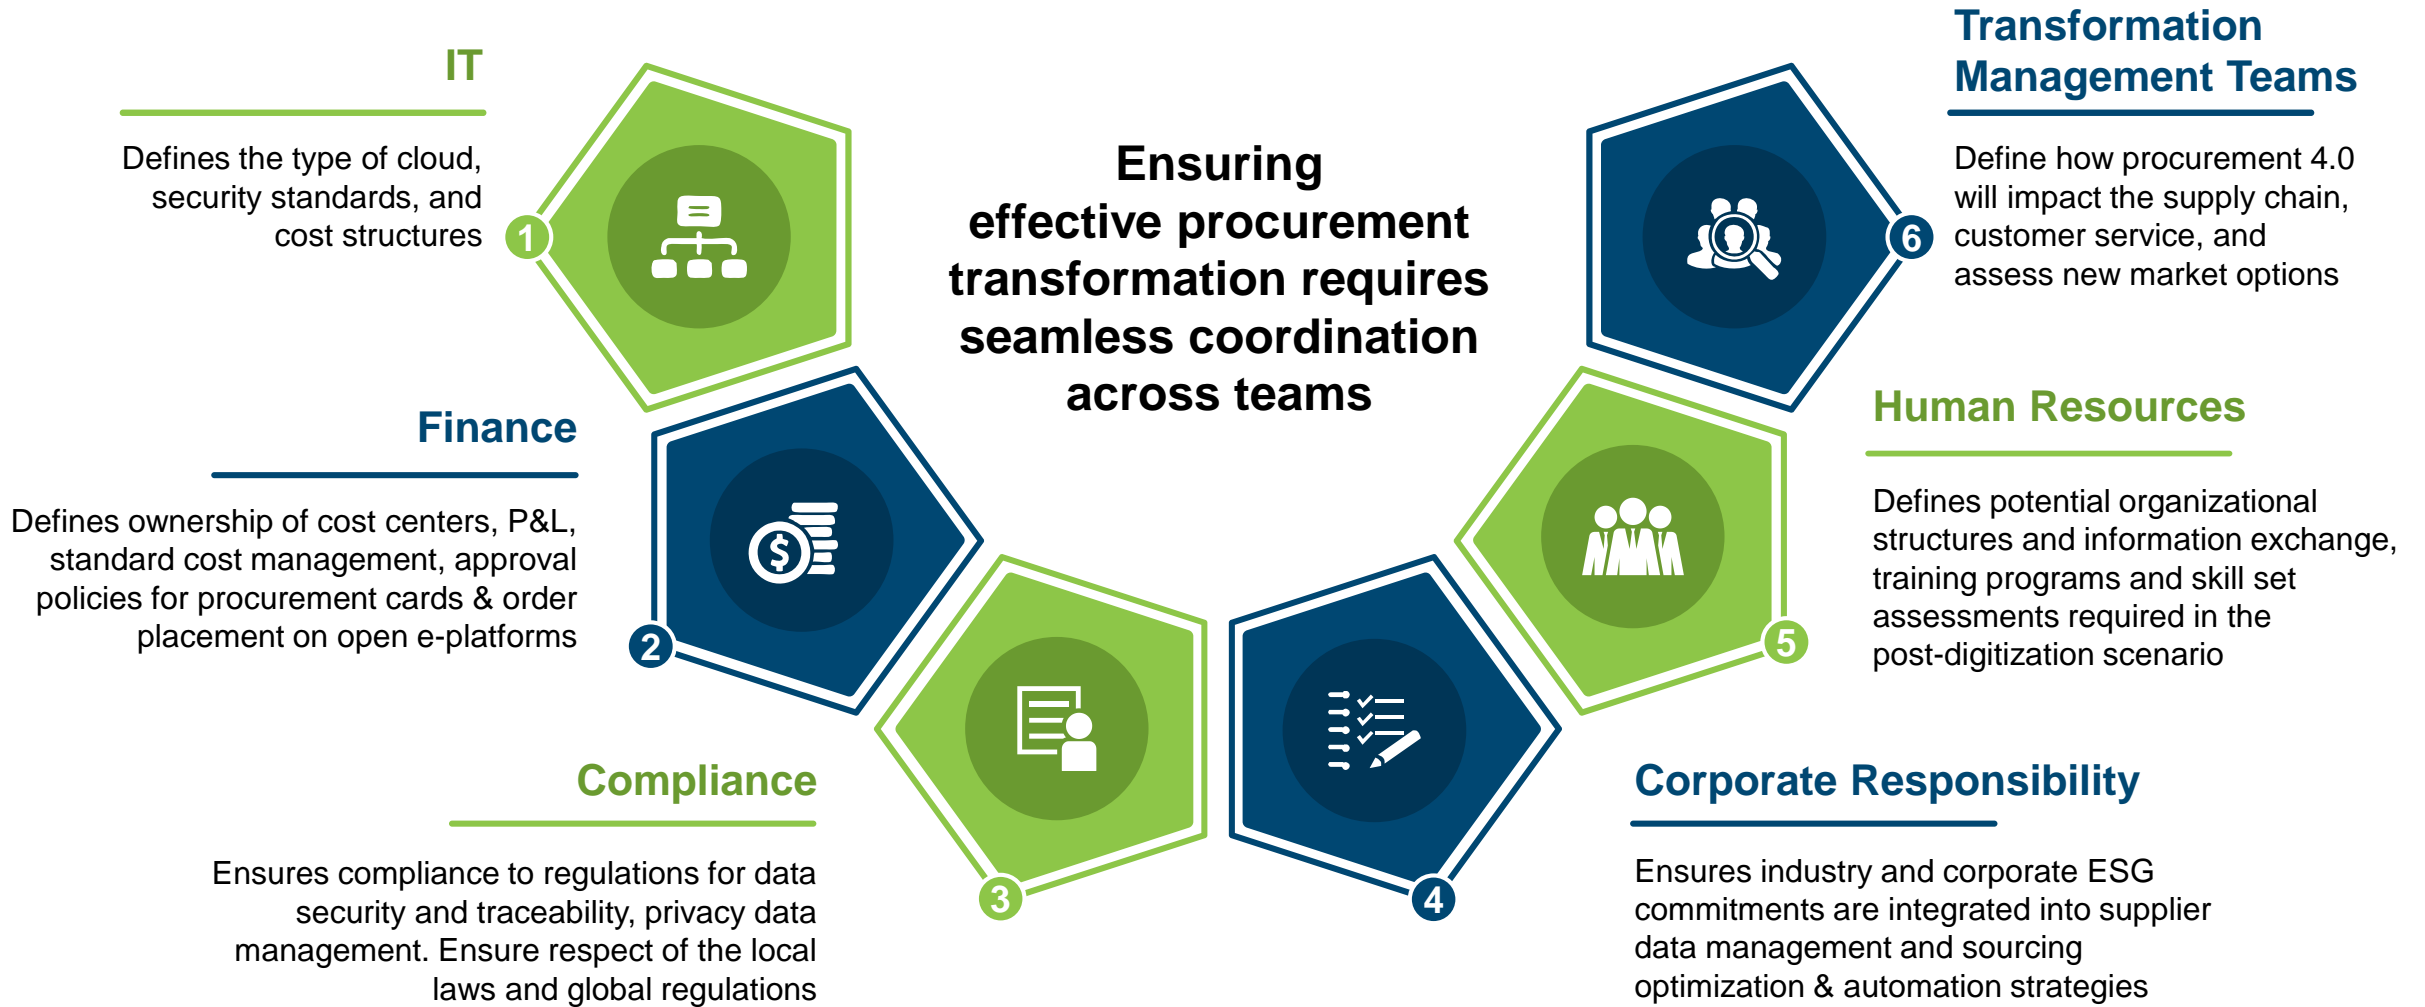 IT
Defines the type of cloud,
security standards, and
cost structures
1
Finance
Defines ownership of cost centers, P&L,
standard cost management, approval
policies for procurement cards & order
placement on open e-platforms
2
Compliance
Ensures compliance to regulations for data
security and traceability, privacy data
management. Ensure respect of the local
laws and global regulations
3
Ensuring
effective procurement
transformation requires
seamless coordination
across teams
$
4
Corporate Responsibility
Ensures industry and corporate ESG
commitments are integrated into supplier
data management and sourcing
optimization & automation strategies
5
Human Resources
Defines potential organizational
structures and information exchange,
training programs and skill set
assessments required in the
post-digitization scenario
6
Transformation
Management Teams
Define how procurement 4.0
will impact the supply chain,
customer service, and
assess new market options